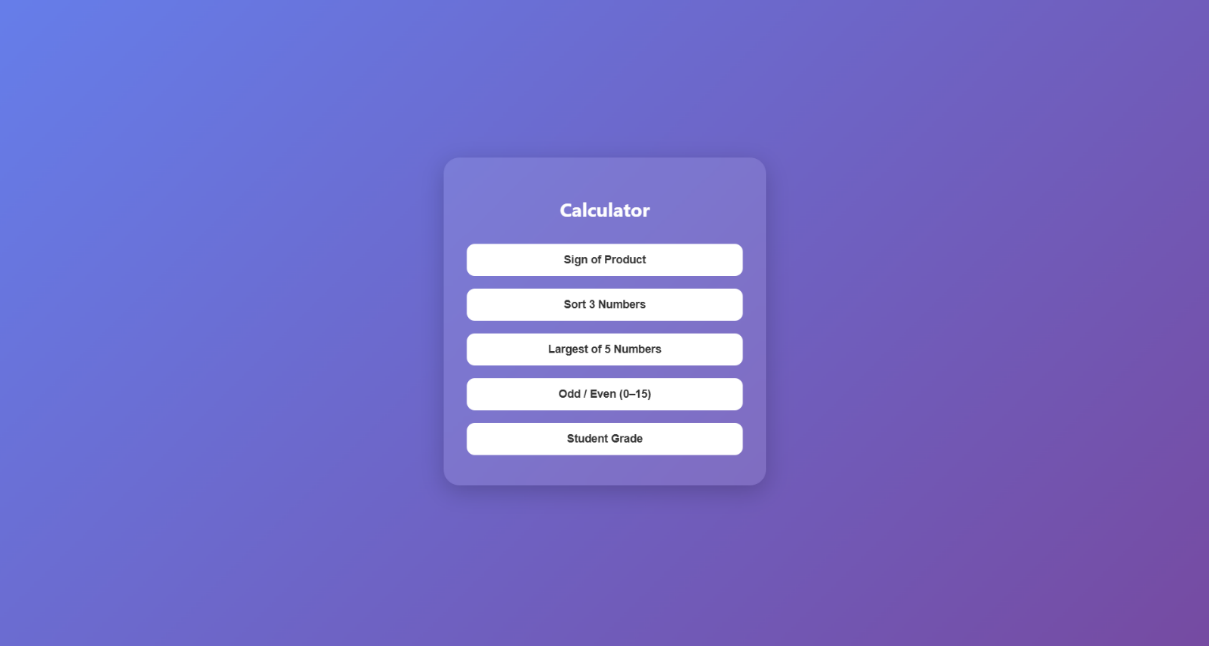 Calculator
Sign of Product
Sort 3 Numbers
Largest of 5 Numbers
Odd / Even (0–15)
Student Grade